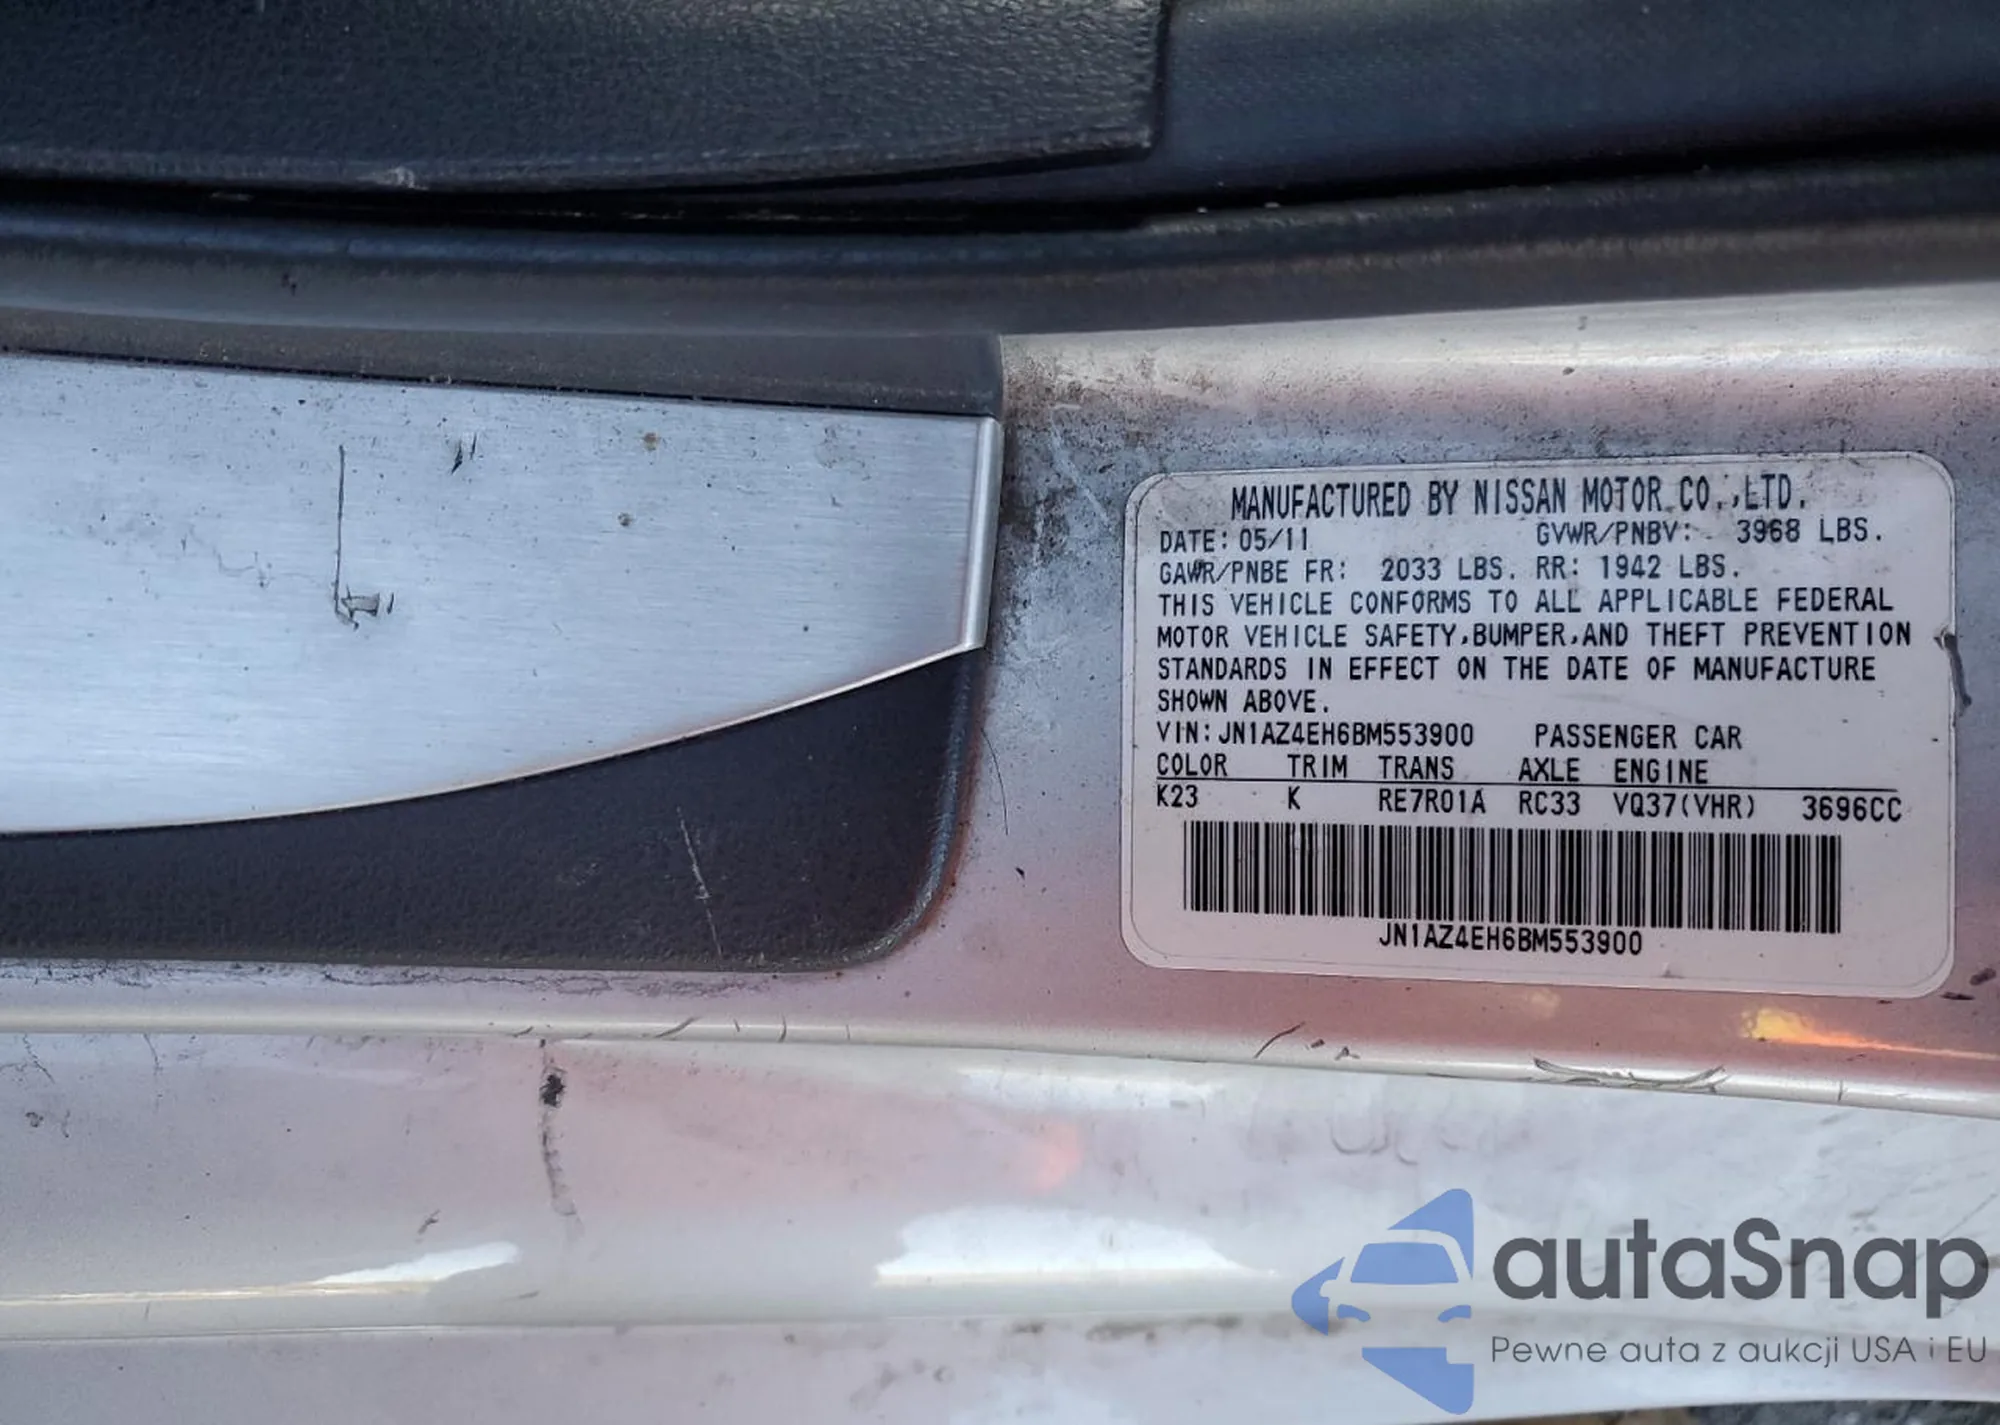 MANUFACTURED BY NISSAN MOTOR CO.,LTD.
DATE: 05/11 GVWR/PNBV: 3968 LBS.
GAWR/PNBE FR: 2033 LBS. RR: 1942 LBS.
THIS VEHICLE CONFORMS TO ALL APPLICABLE FEDERAL
MOTOR VEHICLE SAFETY,BUMPER,AND THEFT PREVENTION
STANDARDS IN EFFECT ON THE DATE OF MANUFACTURE
SHOWN ABOVE.
VIN: JN1AZ4EH6BM553900 PASSENGER CAR
COLOR TRIM TRANS AXLE ENGINE
K23 K RE7R01A RC33 VQ37(VHR) 3696CC
JN1AZ4EH6BM553900
autaSnap
Pewne auta z aukcji USA i EU